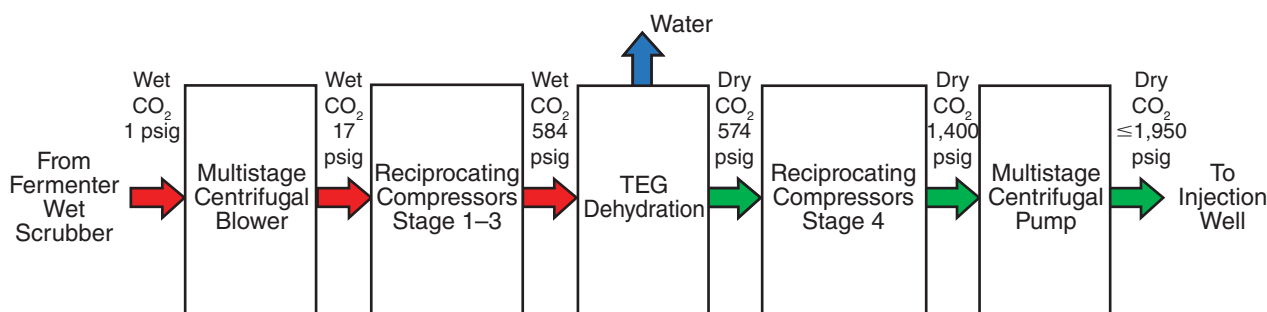 Water
From
Fermenter
Wet
Scrubber
Wet
CO₂
1 psig
Multistage
Centrifugal
Blower
Wet
CO₂
17
psig
Reciprocating
Compressors
Stage 1–3
Wet
CO₂
584
psig
TEG
Dehydration
Dry
CO₂
574
psig
Reciprocating
Compressors
Stage 4
Dry
CO₂
1,400
psig
Multistage
Centrifugal
Pump
Dry
CO₂
≤1,950
psig
To
Injection
Well